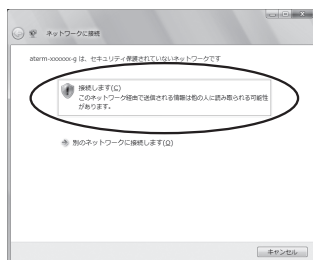 ネットワークに接続
aterm-xxxxxx-g は、セキュリティ保護されていないネットワークです
接続します(C)
このネットワーク経由で送信される情報は他の人に読み取られる可能性
があります。
別のネットワークに接続します(O)
キャンセル